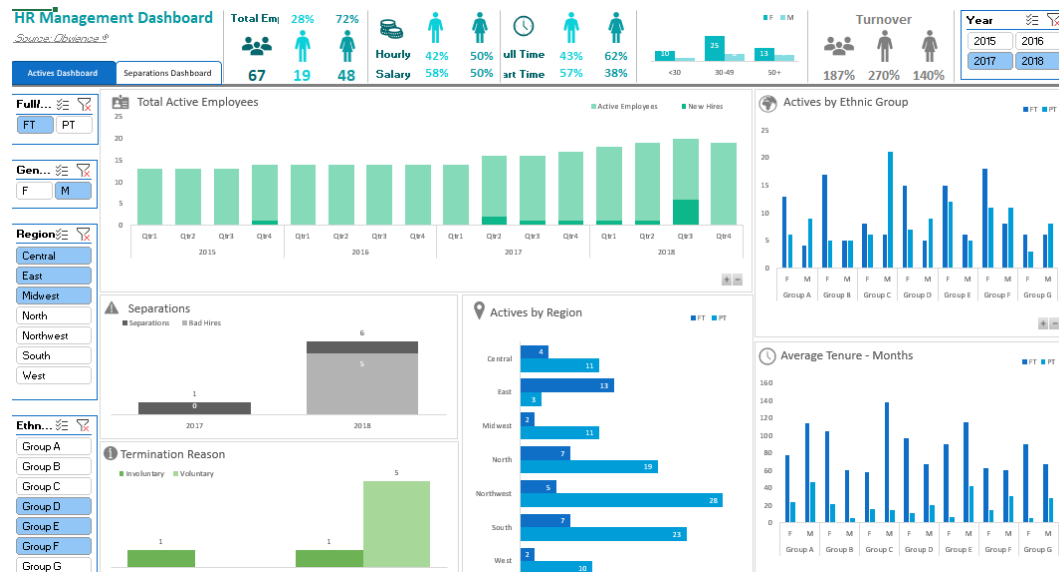 HR Management Dashboard
Source: Obvience ®
Actives Dashboard
Separations Dashboard
Total Emp
28%
72%
67
19
48
Hourly
42%
50%
Salary
58%
50%
ull Time
43%
62%
art Time
57%
38%
F
M
10
25
13
<30
30-49
50+
Turnover
187%
270%
140%
Year
2015
2016
2017
2018
Full/...
FT
PT
Gen...
F
M
Region
Central
East
Midwest
North
Northwest
South
West
Ethn...
Group A
Group B
Group C
Group D
Group E
Group F
Group G
Total Active Employees
Active Employees
New Hires
25
20
15
10
5
0
Qtr1
Qtr2
Qtr3
Qtr4
Qtr1
Qtr2
Qtr3
Qtr4
Qtr1
Qtr2
Qtr3
Qtr4
Qtr1
Qtr2
Qtr3
Qtr4
2015
2016
2017
2018
Separations
Separations
Bad Hires
1
0
6
5
2017
2018
Termination Reason
Involuntary
Voluntary
1
1
5
Actives by Region
FT
PT
Central
4
11
East
13
3
Midwest
2
11
North
7
19
Northwest
5
28
South
7
23
West
2
10
Actives by Ethnic Group
FT
PT
25
20
15
10
5
0
F
M
F
M
F
M
F
M
F
M
F
M
F
M
Group A
Group B
Group C
Group D
Group E
Group F
Group G
Average Tenure - Months
FT
PT
160
140
120
100
80
60
40
20
0
F
M
F
M
F
M
F
M
F
M
F
M
F
M
Group A
Group B
Group C
Group D
Group E
Group F
Group G